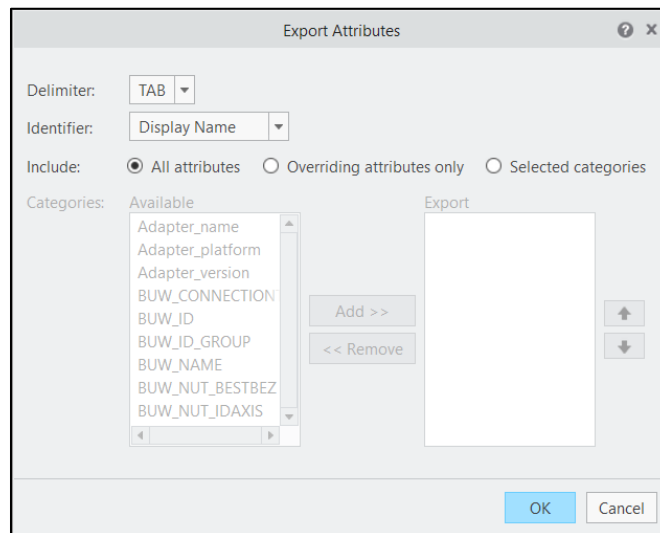 Export Attributes
Delimiter: TAB
Identifier: Display Name
Include: All attributes Overriding attributes only Selected categories
Categories: Available Export
Adapter_name
Adapter_platform
Adapter_version
BUW_CONNECTION
BUW_ID
BUW_ID_GROUP
BUW_NAME
BUW_NUT_BESTBEZ
BUW_NUT_IDAXIS
Add >>
<< Remove
OK Cancel